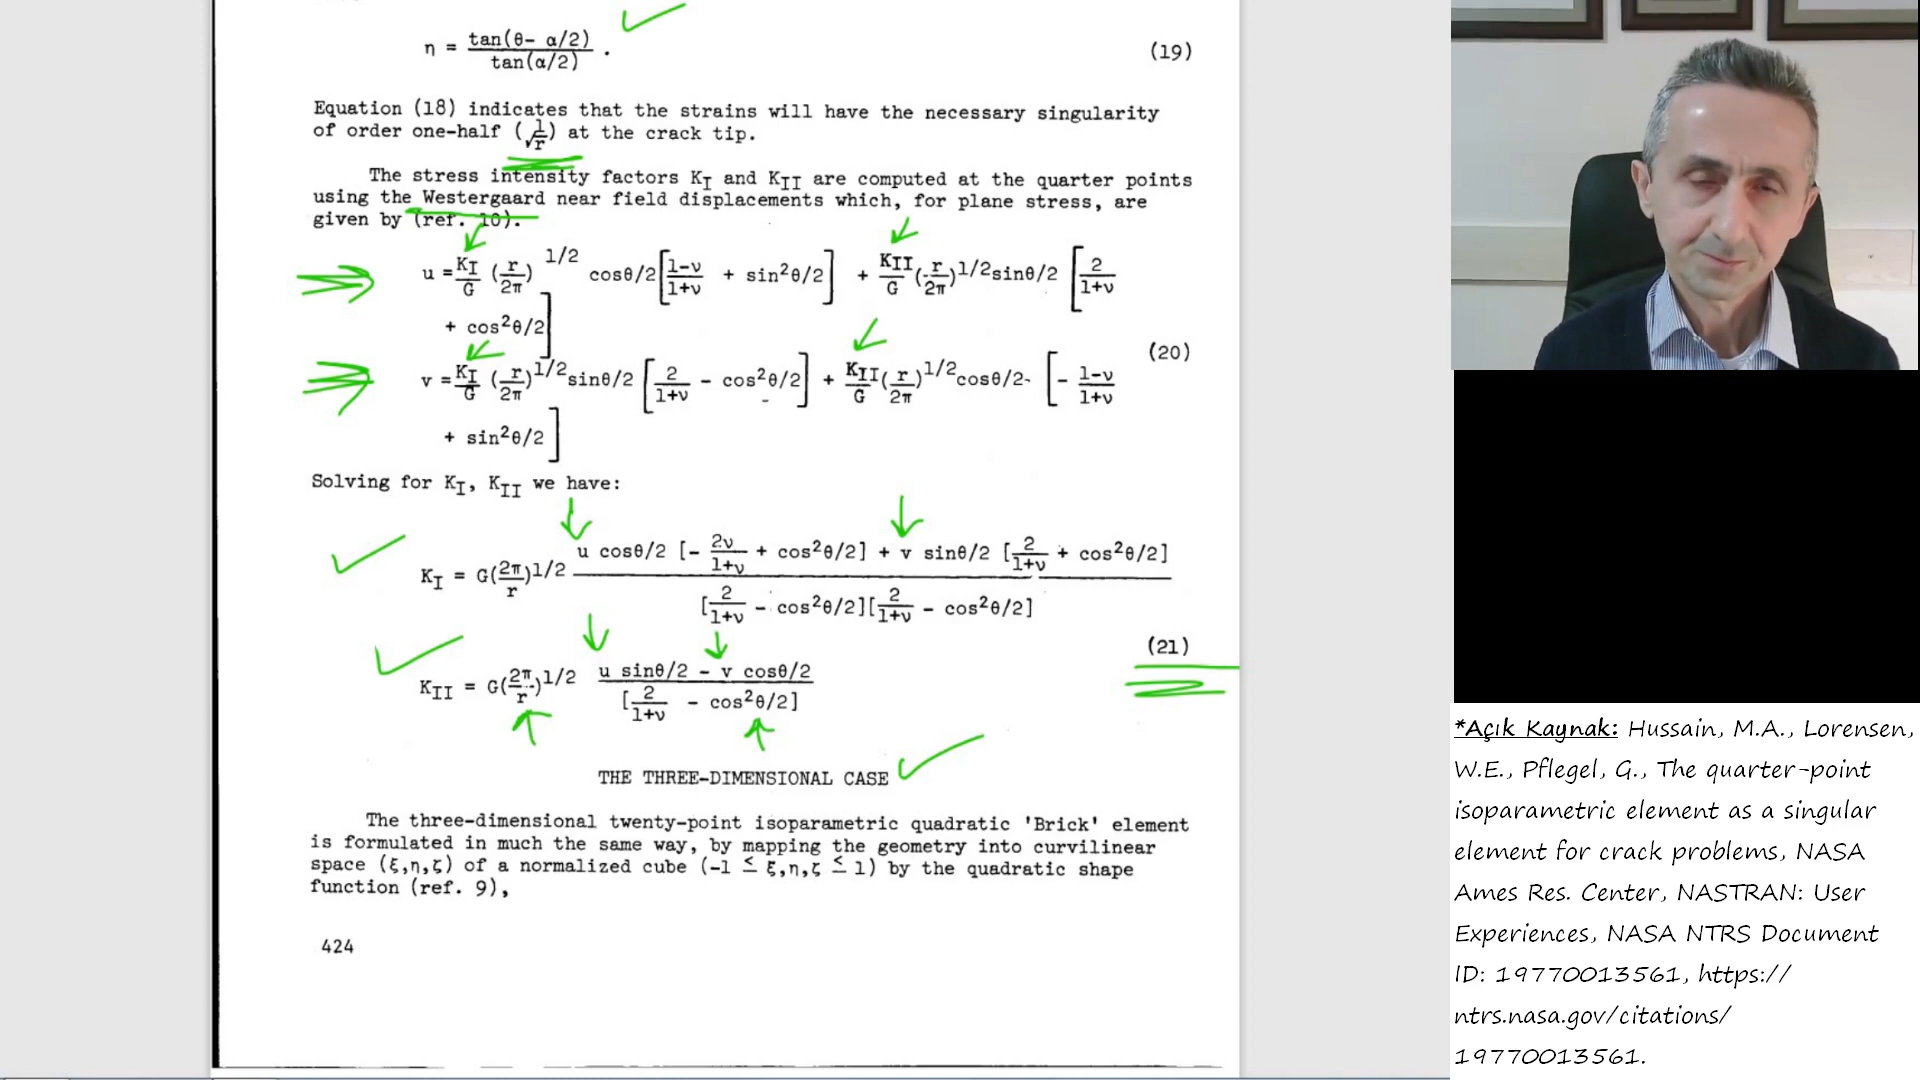 η = tan(θ- α/2) / tan(α/2) . (19)
Equation (18) indicates that the strains will have the necessary singularity
of order one-half (1/√r) at the crack tip.
The stress intensity factors K_I and K_II are computed at the quarter points
using the Westergaard near field displacements which, for plane stress, are
given by (ref. 10).
u = K_I/G (r/2π)^1/2 cosθ/2 [1-ν/1+ν + sin²θ/2] + K_II/G (r/2π)^1/2 sinθ/2 [2/1+ν
+ cos²θ/2]
(20)
v = K_I/G (r/2π)^1/2 sinθ/2 [2/1+ν - cos²θ/2] + K_II/G (r/2π)^1/2 cosθ/2 [- 1-ν/1+ν
+ sin²θ/2]
Solving for K_I, K_II we have:
K_I = G(2π/r)^1/2 u cosθ/2 [- 2ν/1+ν + cos²θ/2] + v sinθ/2 [2/1+ν + cos²θ/2]
[2/1+ν - cos²θ/2][2/1+ν - cos²θ/2]
(21)
K_II = G(2π/r)^1/2 u sinθ/2 - v cosθ/2
[2/1+ν - cos²θ/2]
THE THREE-DIMENSIONAL CASE
The three-dimensional twenty-point isoparametric quadratic 'Brick' element
is formulated in much the same way, by mapping the geometry into curvilinear
space (ξ,η,ζ) of a normalized cube (-1 ≤ ξ,η,ζ ≤ 1) by the quadratic shape
function (ref. 9),
424
*Açık Kaynak: Hussain, M.A., Lorensen,
W.E., Pflegel, G., The quarter-point
isoparametric element as a singular
element for crack problems, NASA
Ames Res. Center, NASTRAN: User
Experiences, NASA NTRS Document
ID: 19770013561, https://
ntrs.nasa.gov/citations/
19770013561.